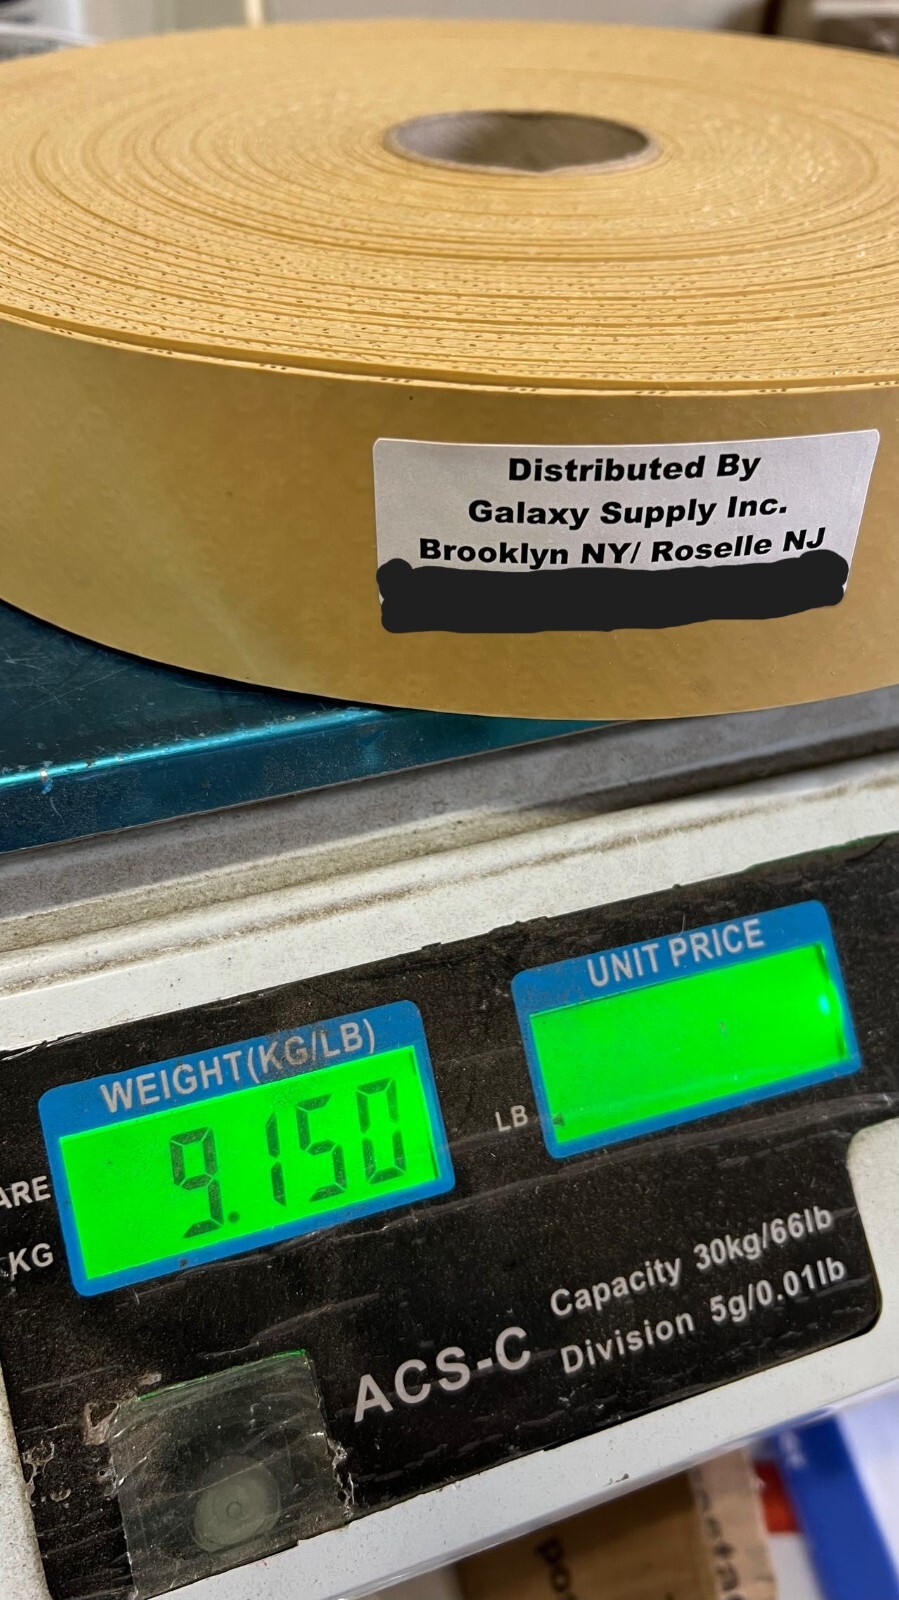 Distributed By
Galaxy Supply Inc.
Brooklyn NY/ Roselle NJ
UNIT PRICE
WEIGHT(KG/LB)
9.150
LB
ARE
KG
Capacity 30kg/66lb
Division 5g/0.01lb
ACS-C